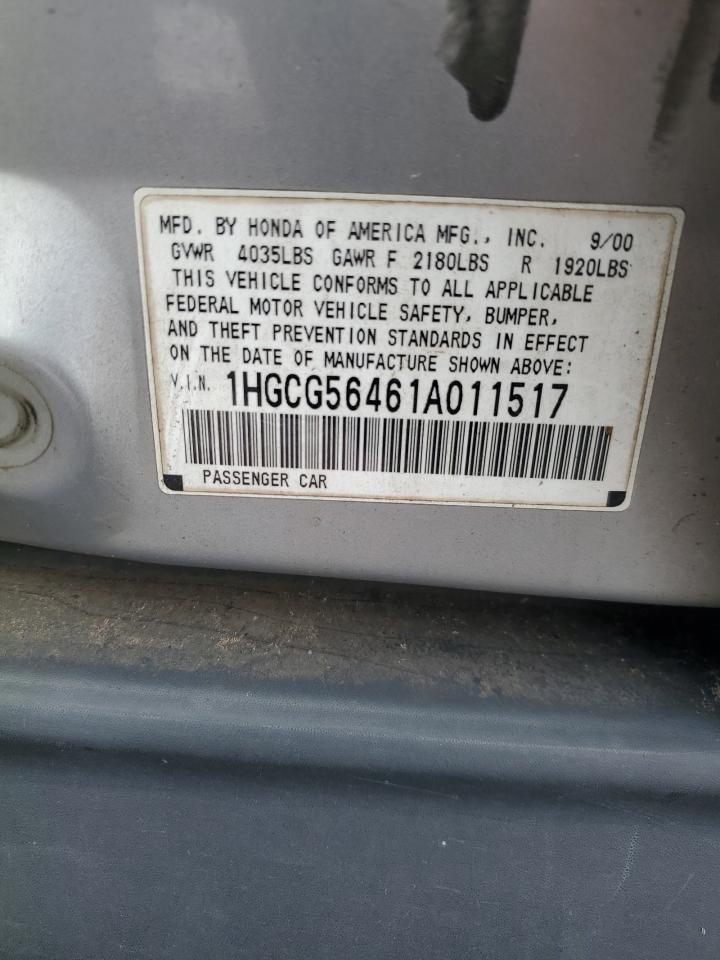 MFD. BY HONDA OF AMERICA MFG., INC. 9/00
GVWR 4035LBS GAWR F 2180LBS R 1920LBS
THIS VEHICLE CONFORMS TO ALL APPLICABLE
FEDERAL MOTOR VEHICLE SAFETY, BUMPER,
AND THEFT PREVENTION STANDARDS IN EFFECT
ON THE DATE OF MANUFACTURE SHOWN ABOVE:
V.I.N. 1HGCG56461A011517
PASSENGER CAR